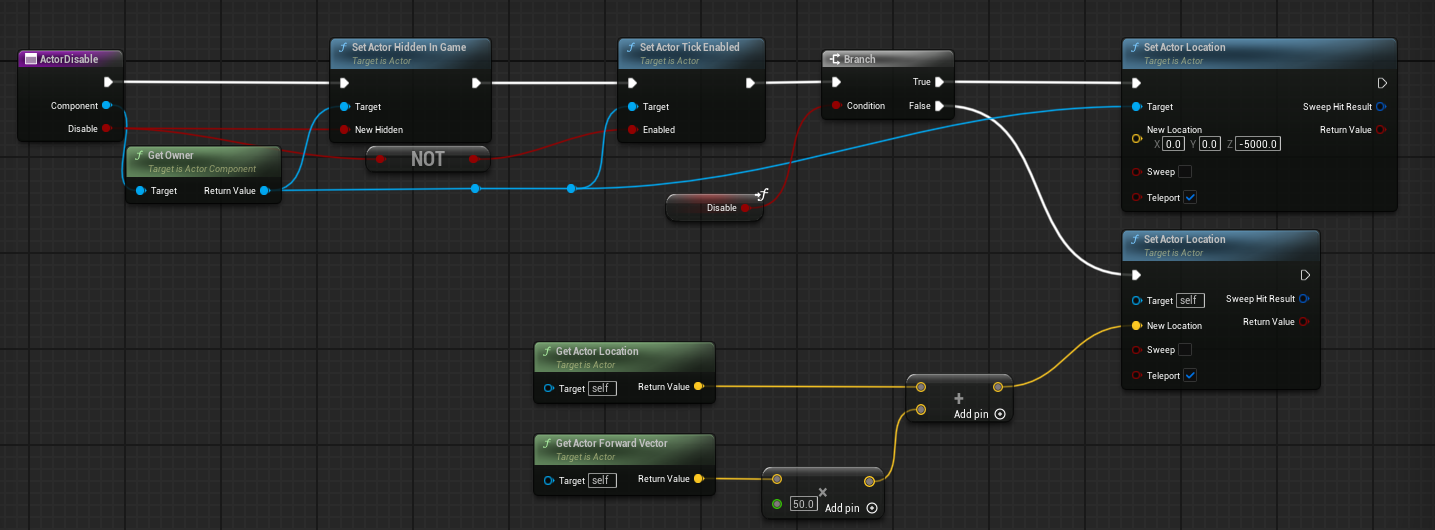 ActorDisable
Component
Disable
Get Owner
Target is Actor Component
Target
Return Value
Set Actor Hidden In Game
Target is Actor
Target
New Hidden
NOT
Set Actor Tick Enabled
Target is Actor
Target
Enabled
Disable
Branch
True
Condition
False
Set Actor Location
Target is Actor
Target
Sweep Hit Result
New Location
Return Value
X 0.0 Y 0.0 Z -5000.0
Sweep
Teleport
Set Actor Location
Target is Actor
Target self
Sweep Hit Result
New Location
Return Value
Sweep
Teleport
Get Actor Location
Target is Actor
Target self
Return Value
+
Add pin
Get Actor Forward Vector
Target is Actor
Target self
Return Value
×
50.0
Add pin